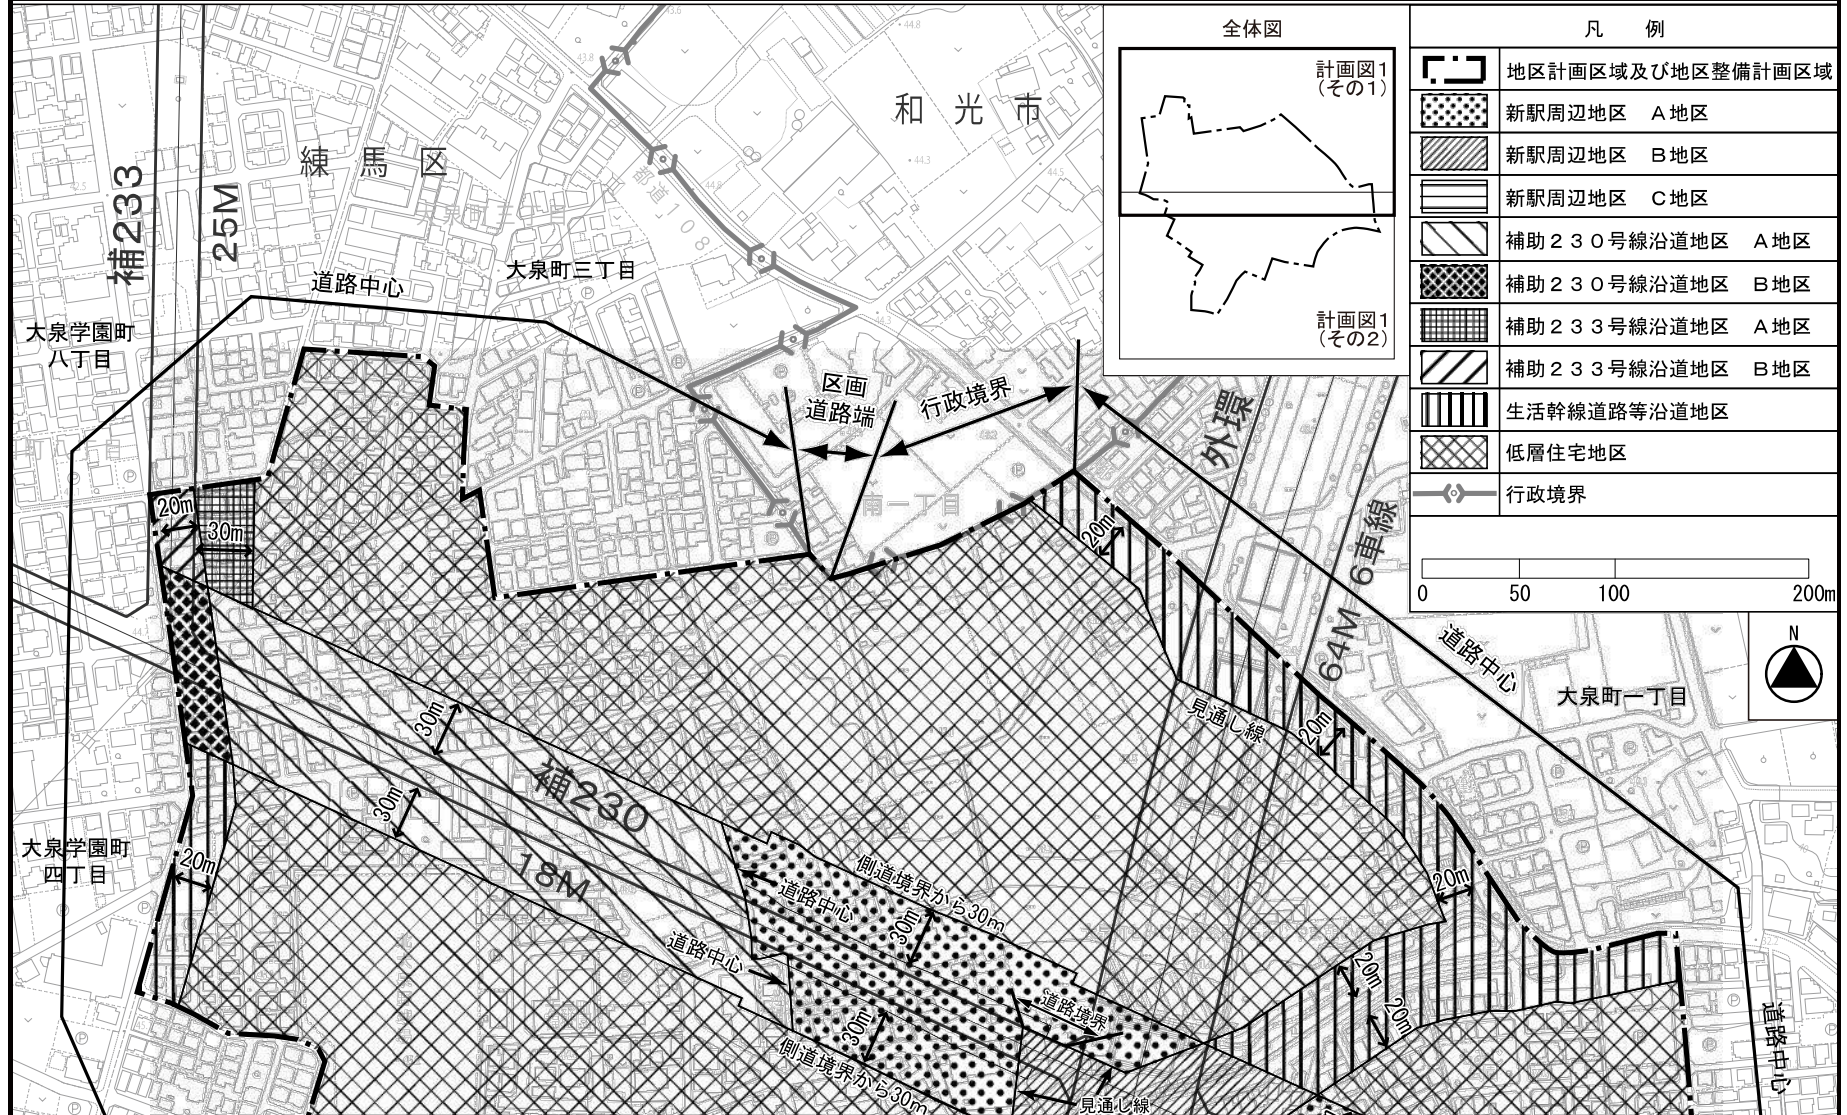 全体図
計画図1
(その1)
計画図1
(その2)
凡　例
地区計画区域及び地区整備計画区域
新駅周辺地区　A地区
新駅周辺地区　B地区
新駅周辺地区　C地区
補助230号線沿道地区　A地区
補助230号線沿道地区　B地区
補助233号線沿道地区　A地区
補助233号線沿道地区　B地区
生活幹線道路等沿道地区
低層住宅地区
行政境界
0　50　100　200m
N
和光市
練馬区
補233
25M
都道108
大泉町三丁目
道路中心
大泉学園町
八丁目
区画
道路端
行政境界
外環
64M 6車線
南一丁目
20m
30m
20m
道路中心
大泉町一丁目
見通し線
20m
30m
30m
補230
18M
大泉学園町
四丁目
20m
20m
側道境界から30m
道路中心
30m
道路中心
20m
20m
道路境界
30m
側道境界から30m
見通し線
道路中心